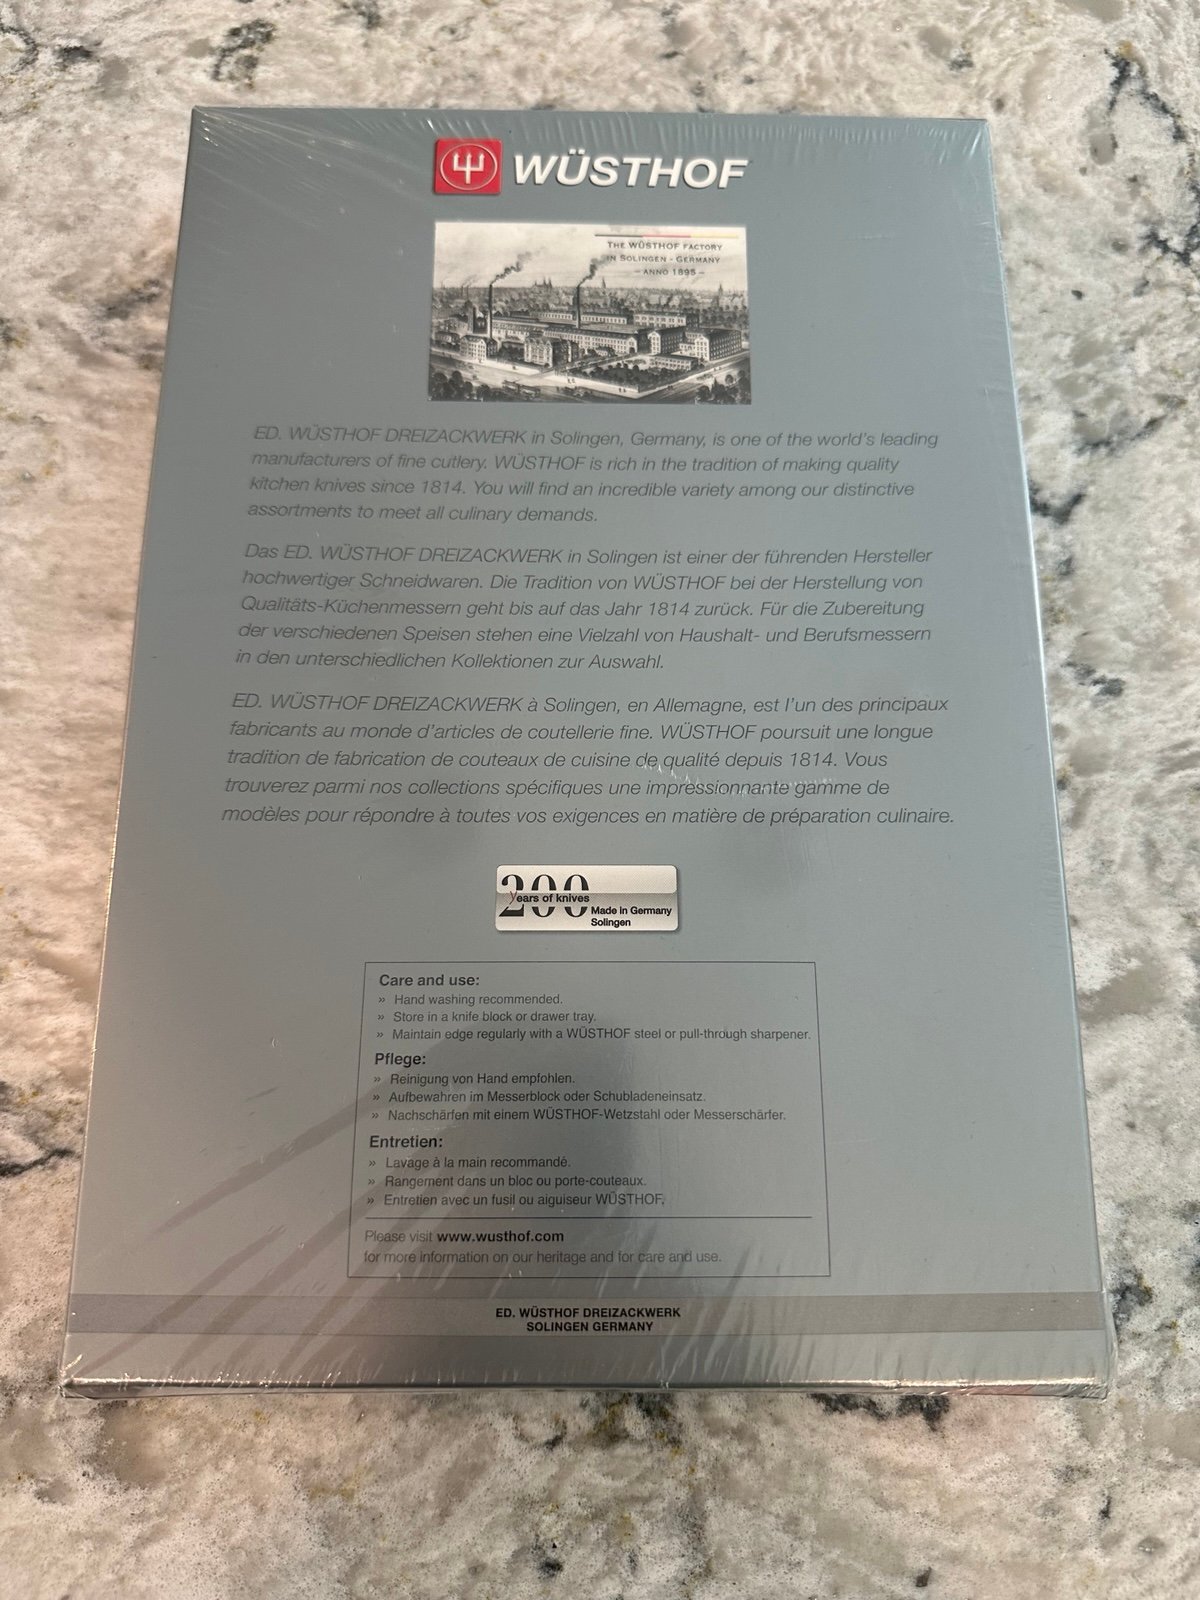 WÜSTHOF
THE WÜSTHOF FACTORY
IN SOLINGEN - GERMANY
– ANNO 1895 –
ED. WÜSTHOF DREIZACKWERK in Solingen, Germany, is one of the world's leading
manufacturers of fine cutlery. WÜSTHOF is rich in the tradition of making quality
kitchen knives since 1814. You will find an incredible variety among our distinctive
assortments to meet all culinary demands.
Das ED. WÜSTHOF DREIZACKWERK in Solingen ist einer der führenden Hersteller
hochwertiger Schneidwaren. Die Tradition von WÜSTHOF bei der Herstellung von
Qualitäts-Küchenmessern geht bis auf das Jahr 1814 zurück. Für die Zubereitung
der verschiedenen Speisen stehen eine Vielzahl von Haushalt- und Berufsmessern
in den unterschiedlichen Kollektionen zur Auswahl.
ED. WÜSTHOF DREIZACKWERK à Solingen, en Allemagne, est l'un des principaux
fabricants au monde d'articles de coutellerie fine. WÜSTHOF poursuit une longue
tradition de fabrication de couteaux de cuisine de qualité depuis 1814. Vous
trouverez parmi nos collections spécifiques une impressionnante gamme de
modèles pour répondre à toutes vos exigences en matière de préparation culinaire.
200
years of knives
Made in Germany
Solingen
Care and use:
» Hand washing recommended.
» Store in a knife block or drawer tray.
» Maintain edge regularly with a WÜSTHOF steel or pull-through sharpener.
Pflege:
» Reinigung von Hand empfohlen.
» Aufbewahren im Messerblock oder Schubladeneinsatz.
» Nachschärfen mit einem WÜSTHOF-Wetzstahl oder Messerschärfer.
Entretien:
» Lavage à la main recommandé.
» Rangement dans un bloc ou porte-couteaux.
» Entretien avec un fusil ou aiguiseur WÜSTHOF.
Please visit www.wusthof.com
for more information on our heritage and for care and use.
ED. WÜSTHOF DREIZACKWERK
SOLINGEN GERMANY